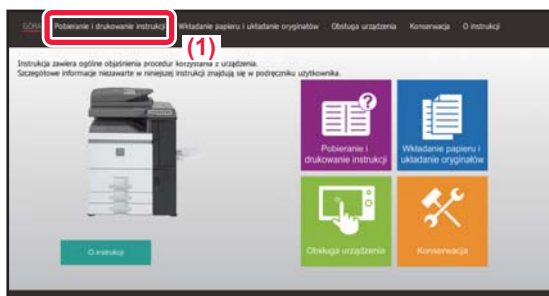 GÓRA Pobieranie i drukowanie instrukcji Wkładanie papieru i układanie oryginałów Obsługa urządzenia Konserwacja O instrukcji
(1)
Instrukcja zawiera ogólne objaśnienia procedur korzystania z urządzenia.
Szczegółowe informacje niezawarte w niniejszej instrukcji znajdują się w podręczniku użytkownika.
Pobieranie i
drukowanie instrukcji
Wkładanie papieru i
układanie oryginałów
Obsługa urządzenia
Konserwacja
O instrukcji